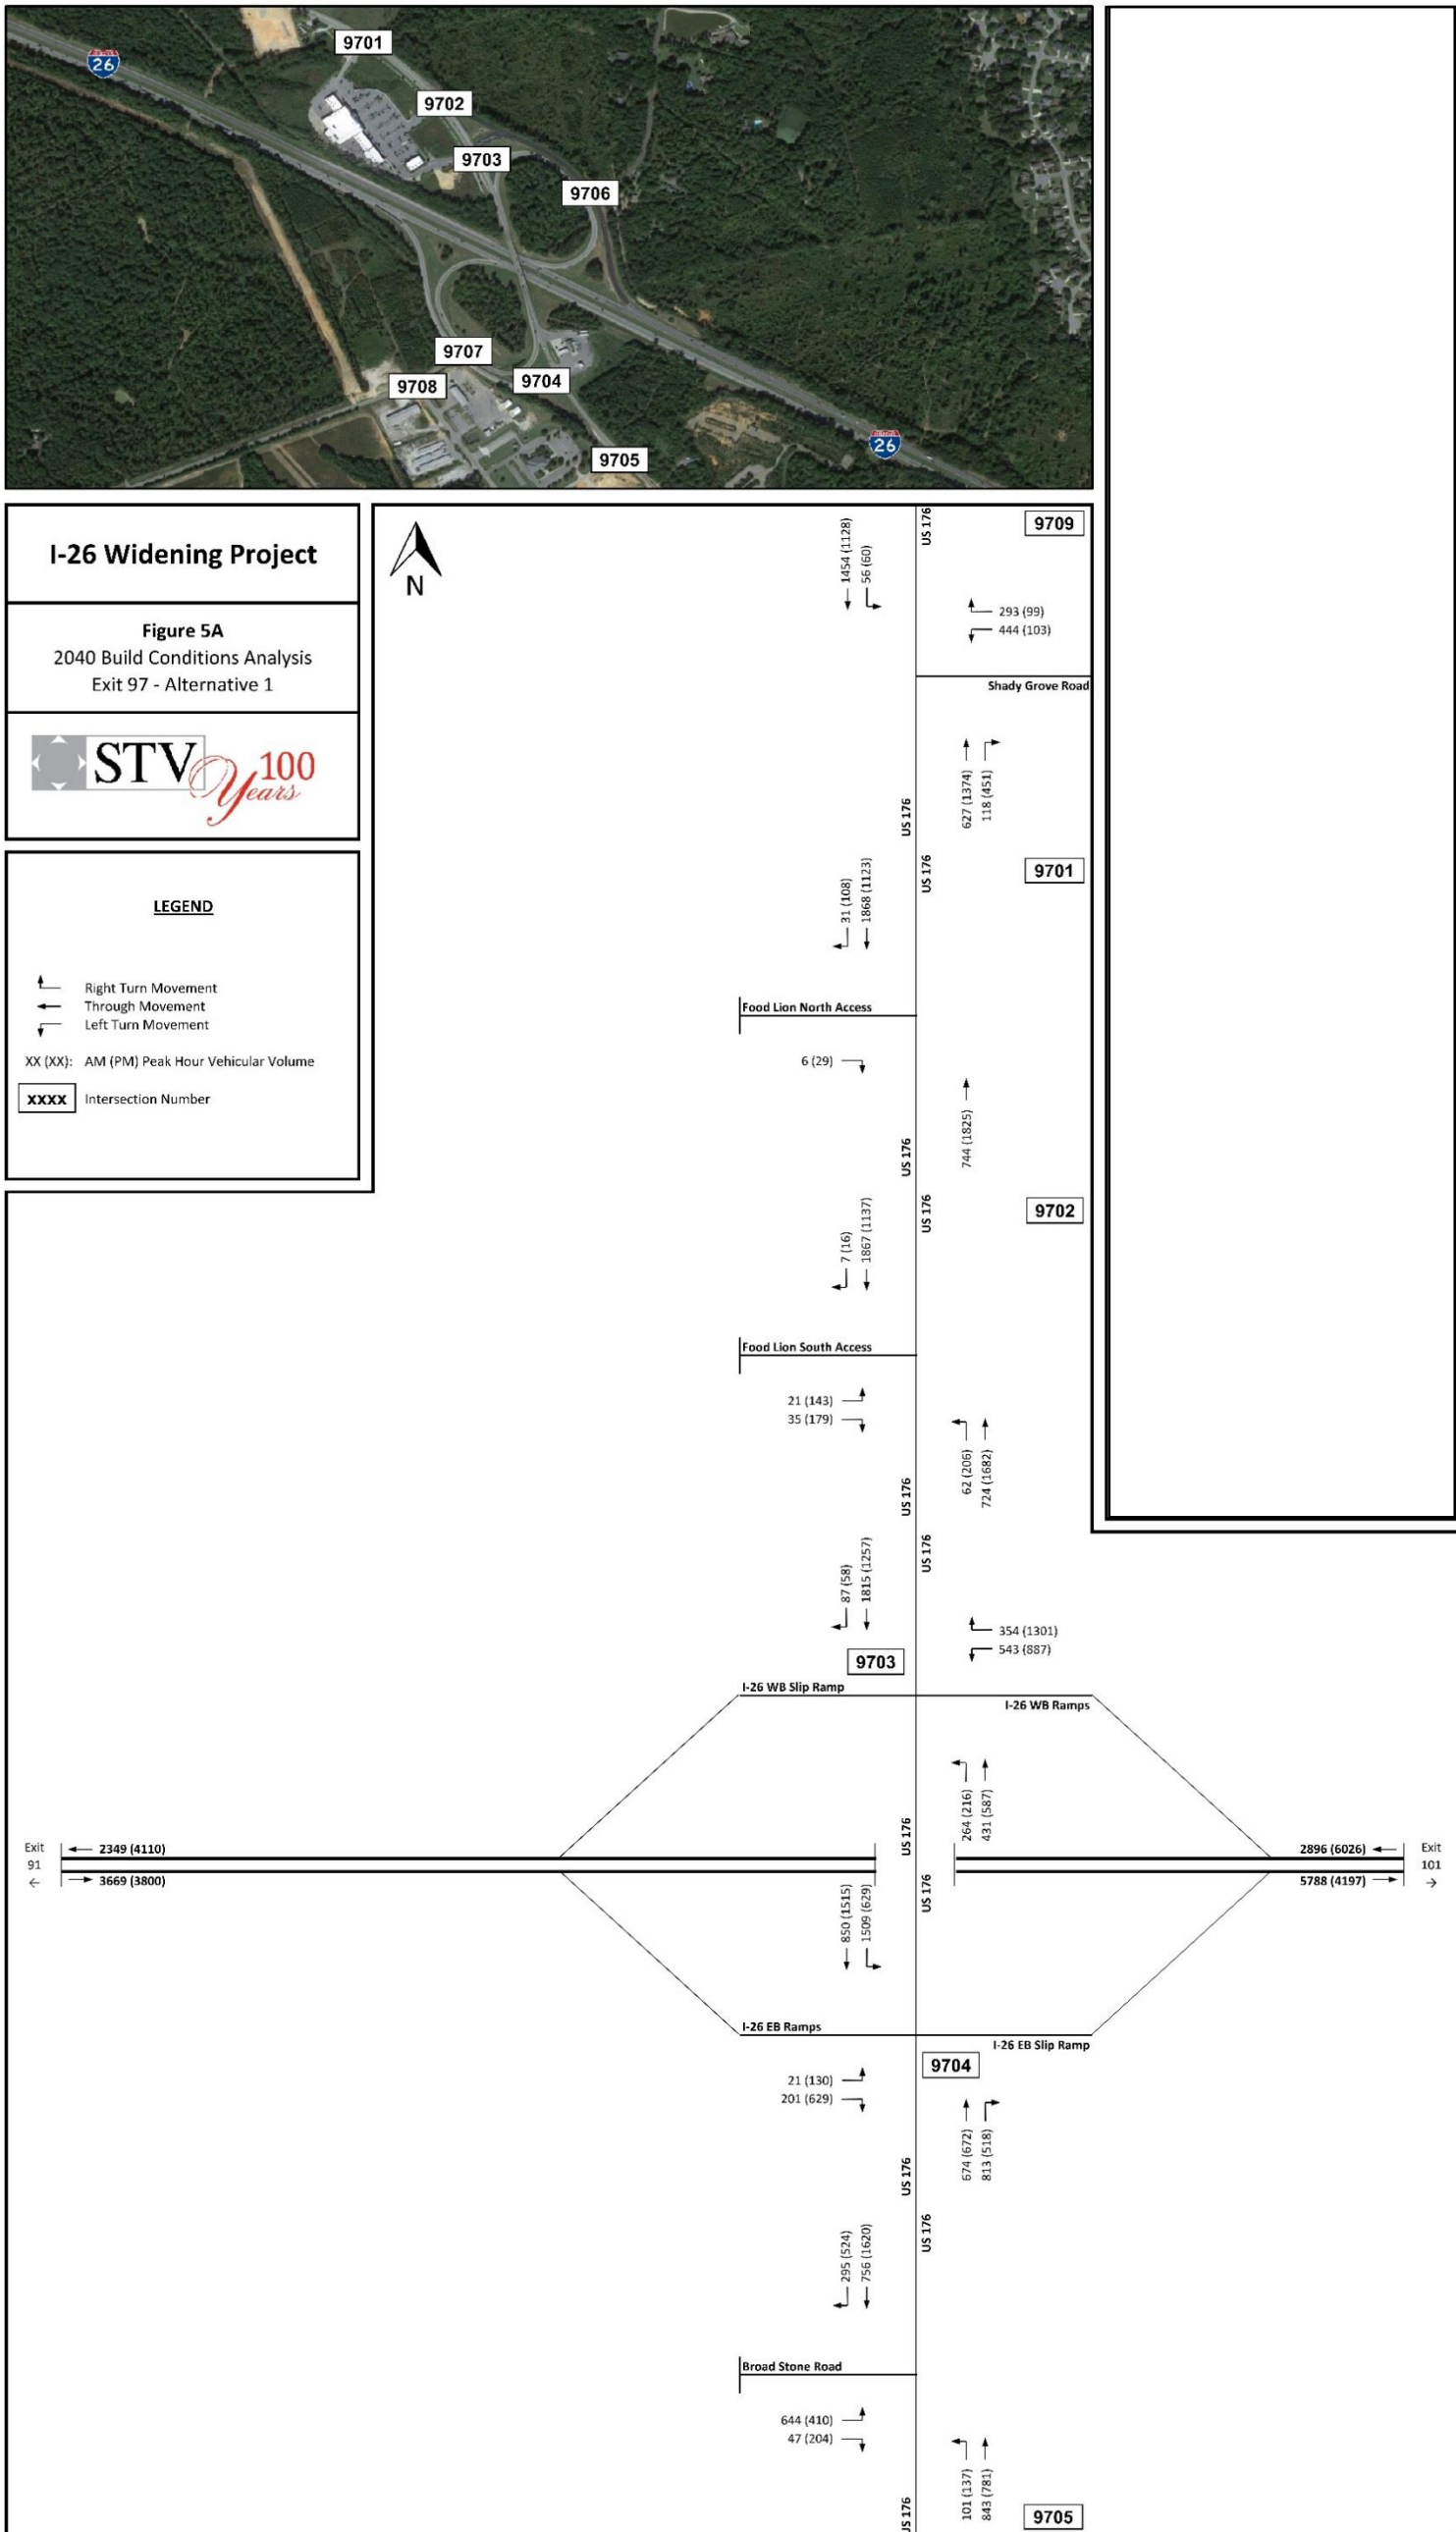 9701
26
9702
9703
9706
9707
9708
9704
9705
26
I-26 Widening Project
Figure 5A
2040 Build Conditions Analysis
Exit 97 - Alternative 1
STV 100
Years
LEGEND
Right Turn Movement
Through Movement
Left Turn Movement
XX (XX): AM (PM) Peak Hour Vehicular Volume
XXXX Intersection Number
N
1454 (1128)
56 (60)
US 176
9709
293 (99)
444 (103)
Shady Grove Road
627 (1374)
118 (451)
US 176
US 176
9701
31 (108)
1868 (1123)
Food Lion North Access
6 (29)
744 (1825)
US 176
US 176
9702
7 (16)
1867 (1137)
Food Lion South Access
21 (143)
35 (179)
62 (206)
724 (1682)
US 176
US 176
87 (58)
1815 (1257)
354 (1301)
543 (887)
9703
I-26 WB Slip Ramp
I-26 WB Ramps
264 (216)
431 (587)
US 176
Exit
91
←
2349 (4110)
3669 (3800)
2896 (6026)
5788 (4197)
Exit
101
→
US 176
850 (1515)
1509 (629)
I-26 EB Ramps
I-26 EB Slip Ramp
9704
21 (130)
201 (629)
674 (672)
813 (518)
US 176
US 176
295 (524)
756 (1620)
Broad Stone Road
644 (410)
47 (204)
101 (137)
843 (781)
US 176
9705